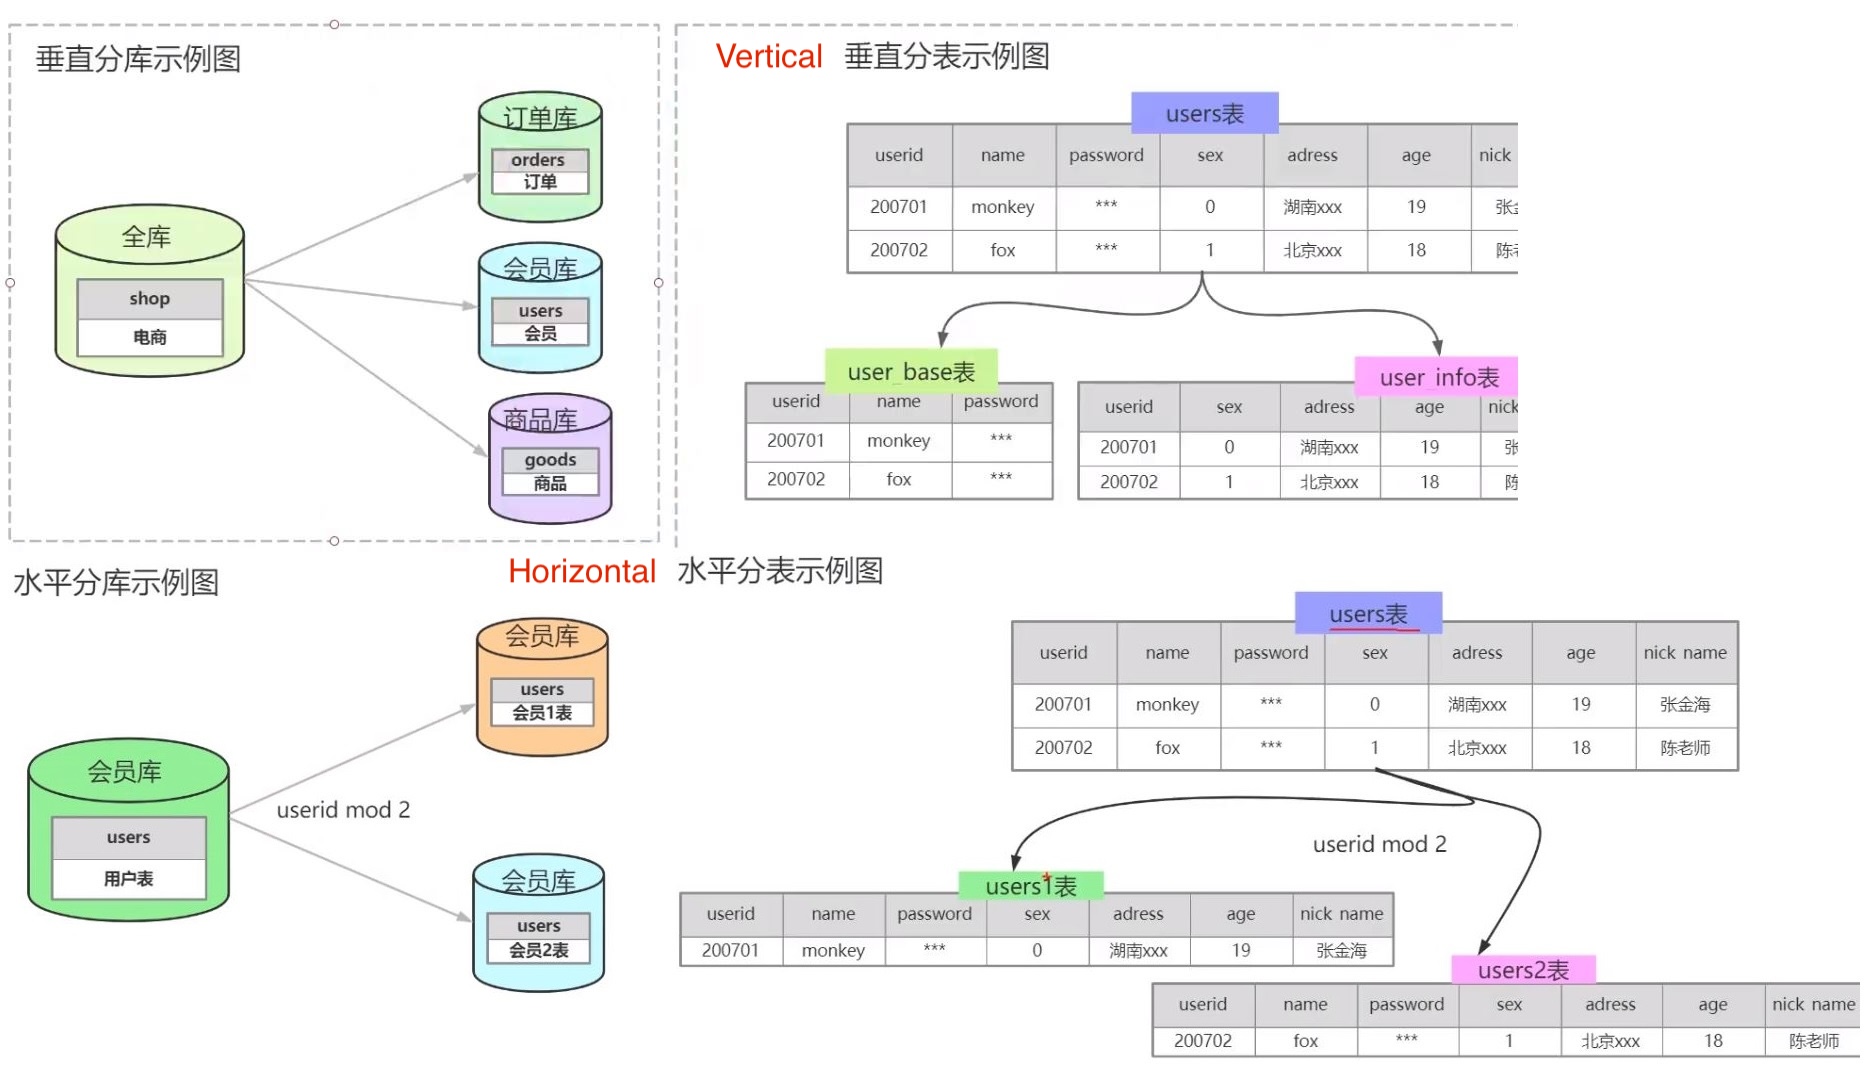 垂直分库示例图
全库
shop
电商
订单库
orders
订单
会员库
users
会员
商品库
goods
商品
Vertical 垂直分表示例图
users表
userid name password sex adress age nick
200701 monkey *** 0 湖南xxx 19 张
200702 fox *** 1 北京xxx 18 陈
user_base表
userid name password
200701 monkey ***
200702 fox ***
user info表
userid sex adress age nick
200701 0 湖南xxx 19 张
200702 1 北京xxx 18 陈
水平分库示例图
会员库
users
用户表
userid mod 2
会员库
users
会员1表
会员库
users
会员2表
Horizontal 水平分表示例图
users表
userid name password sex adress age nick name
200701 monkey *** 0 湖南xxx 19 张金海
200702 fox *** 1 北京xxx 18 陈老师
userid mod 2
users1表
userid name password sex adress age nick name
200701 monkey *** 0 湖南xxx 19 张金海
users2表
userid name password sex adress age nick name
200702 fox *** 1 北京xxx 18 陈老师